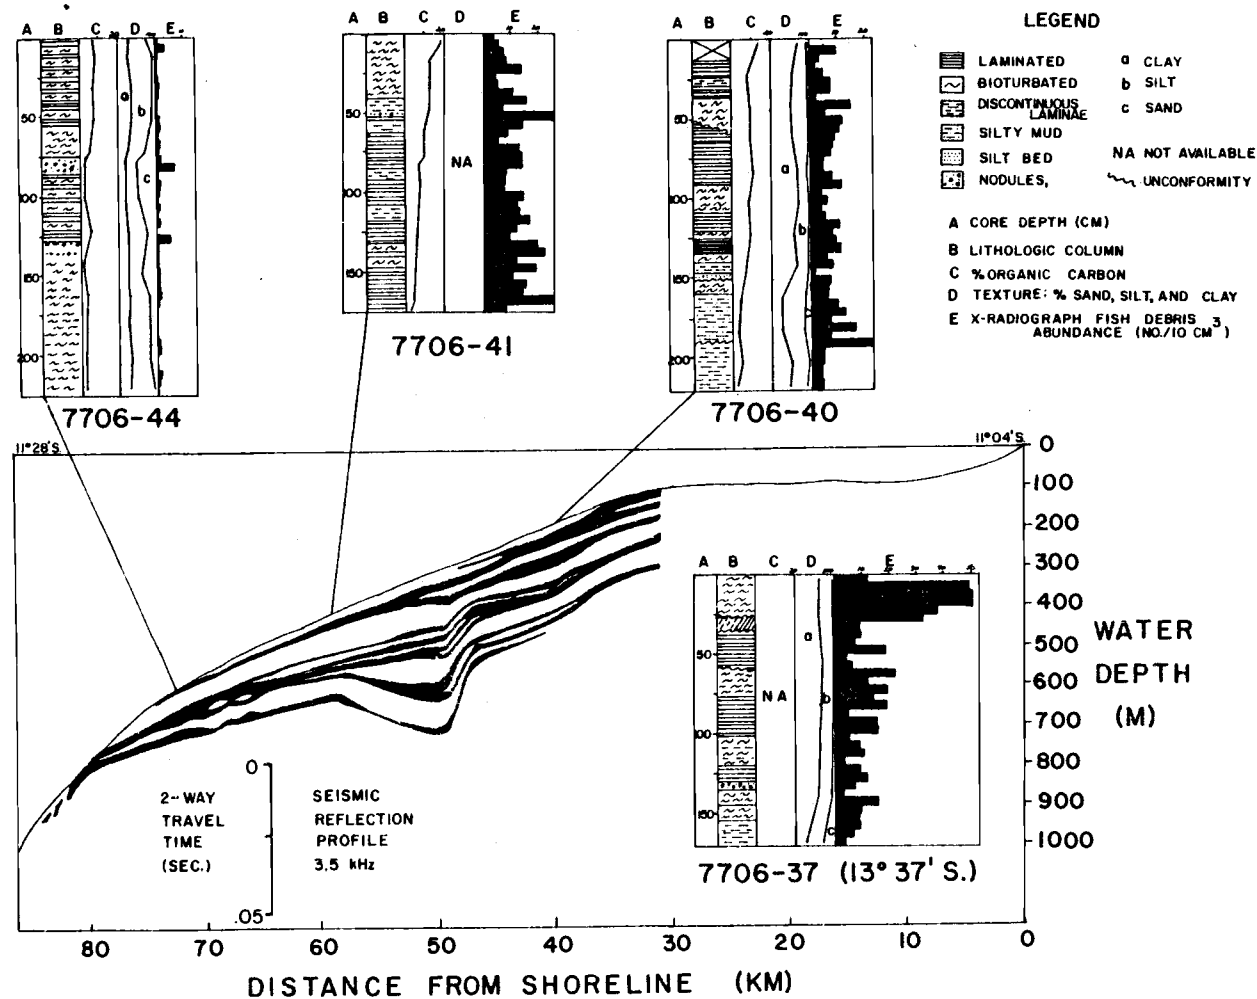 A B C D E
50
100
150
200
a
b
c
7706-44
A B C D E
50
100
150
NA
7706-41
A B C D E
50
100
150
200
a
b
7706-40
LEGEND
LAMINATED
BIOTURBATED
DISCONTINUOUS
LAMINAE
SILTY MUD
SILT BED
NODULES,
a CLAY
b SILT
c SAND
NA NOT AVAILABLE
UNCONFORMITY
A CORE DEPTH (CM)
B LITHOLOGIC COLUMN
C % ORGANIC CARBON
D TEXTURE: % SAND, SILT, AND CLAY
E X-RADIOGRAPH FISH DEBRIS
ABUNDANCE (NO./10 CM³)
11°28'S.
11°04'S.
0
100
200
300
400
500
600
700
800
900
1000
WATER
DEPTH
(M)
A B C D E
50
100
150
NA
a
b
c
7706-37 (13° 37' S.)
0
.05
2-WAY
TRAVEL
TIME
(SEC.)
SEISMIC
REFLECTION
PROFILE
3.5 kHz
80 70 60 50 40 30 20 10 0
DISTANCE FROM SHORELINE (KM)